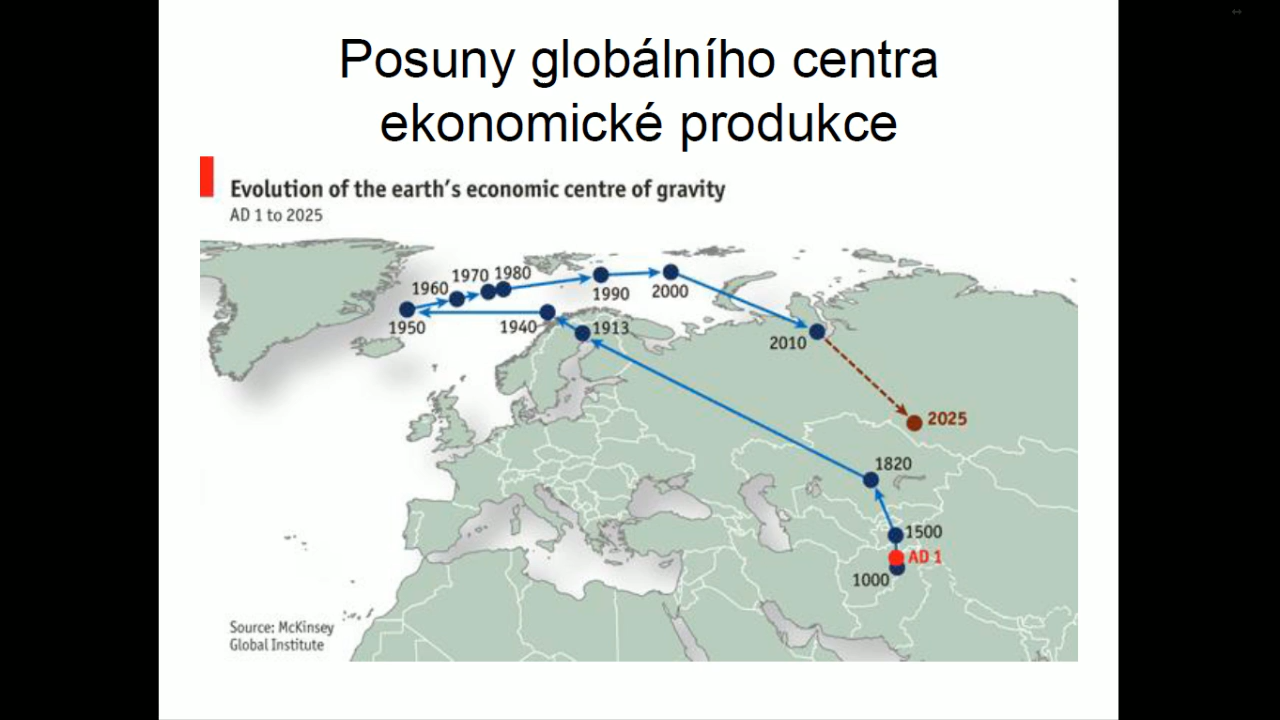 Posuny globálního centra
ekonomické produkce
Evolution of the earth's economic centre of gravity
AD 1 to 2025
1960
1970
1980
1990
2000
1950
1940
1913
2010
2025
1820
1500
AD 1
1000
Source: McKinsey
Global Institute